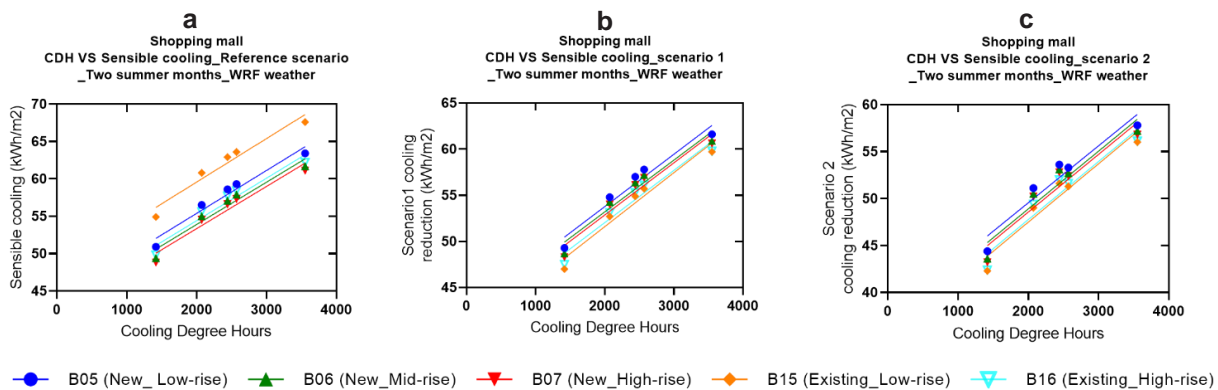 a
Shopping mall
CDH VS Sensible cooling_Reference scenario
_Two summer months_WRF weather
70
65
60
55
50
45
Sensible cooling (kWh/m2)
0 1000 2000 3000 4000
Cooling Degree Hours
b
Shopping mall
CDH VS Sensible cooling_scenario 1
_Two summer months_WRF weather
65
60
55
50
45
Scenario1 cooling
reduction (kWh/m2)
0 1000 2000 3000 4000
Cooling Degree Hours
c
Shopping mall
CDH VS Sensible cooling_scenario 2
_Two summer months_WRF weather
60
55
50
45
40
Scenario 2
cooling reduction (kWh/m2)
0 1000 2000 3000 4000
Cooling Degree Hours
B05 (New_ Low-rise) B06 (New_Mid-rise) B07 (New_High-rise) B15 (Existing_Low-rise) B16 (Existing_High-rise)